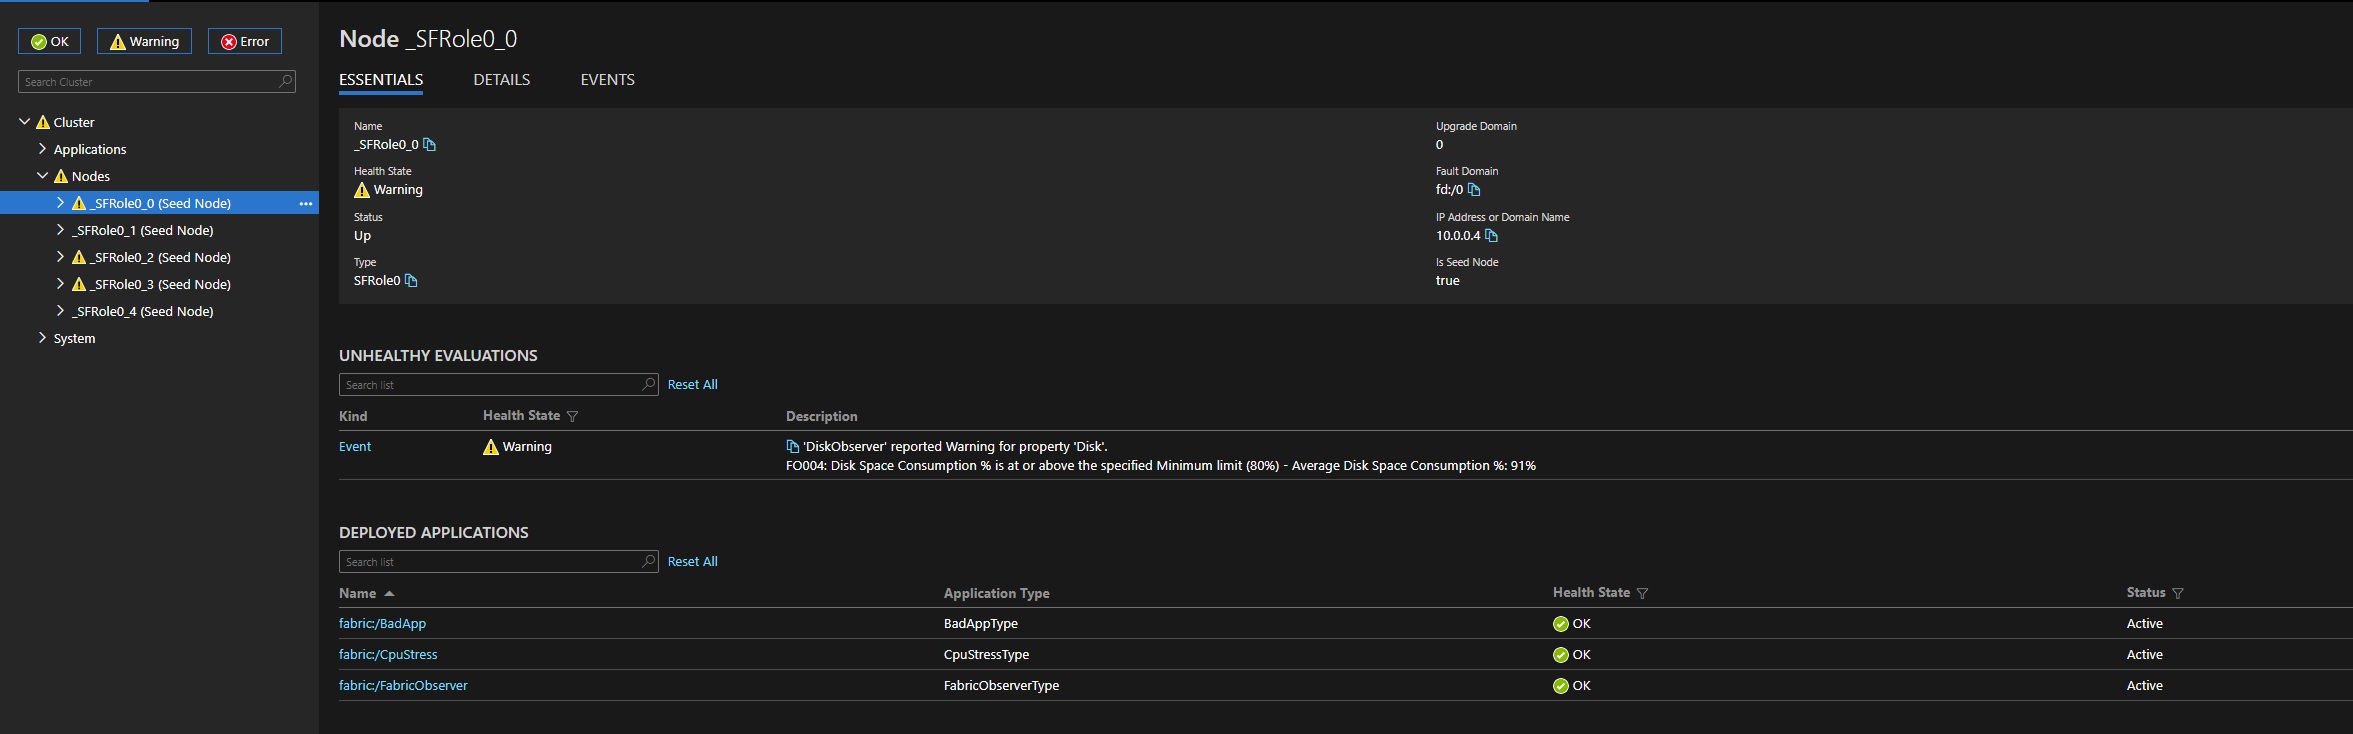 OK
Warning
Error
Search Cluster
Cluster
Applications
Nodes
_SFRole0_0 (Seed Node)
_SFRole0_1 (Seed Node)
_SFRole0_2 (Seed Node)
_SFRole0_3 (Seed Node)
_SFRole0_4 (Seed Node)
System
Node _SFRole0_0
ESSENTIALS DETAILS EVENTS
Name
_SFRole0_0
Health State
Warning
Status
Up
Type
SFRole0
Upgrade Domain
0
Fault Domain
fd:/0
IP Address or Domain Name
10.0.0.4
Is Seed Node
true
UNHEALTHY EVALUATIONS
Search list Reset All
Kind Health State Description
Event Warning 'DiskObserver' reported Warning for property 'Disk'.
FO004: Disk Space Consumption % is at or above the specified Minimum limit (80%) - Average Disk Space Consumption %: 91%
DEPLOYED APPLICATIONS
Search list Reset All
Name Application Type Health State Status
fabric:/BadApp BadAppType OK Active
fabric:/CpuStress CpuStressType OK Active
fabric:/FabricObserver FabricObserverType OK Active